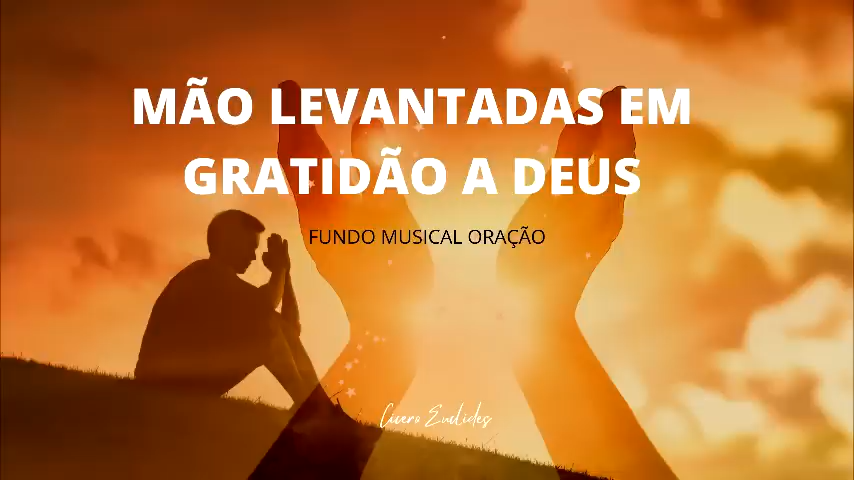 MÃO LEVANTADAS EM
GRATIDÃO A DEUS
FUNDO MUSICAL ORAÇÃO
Cicero Euclides